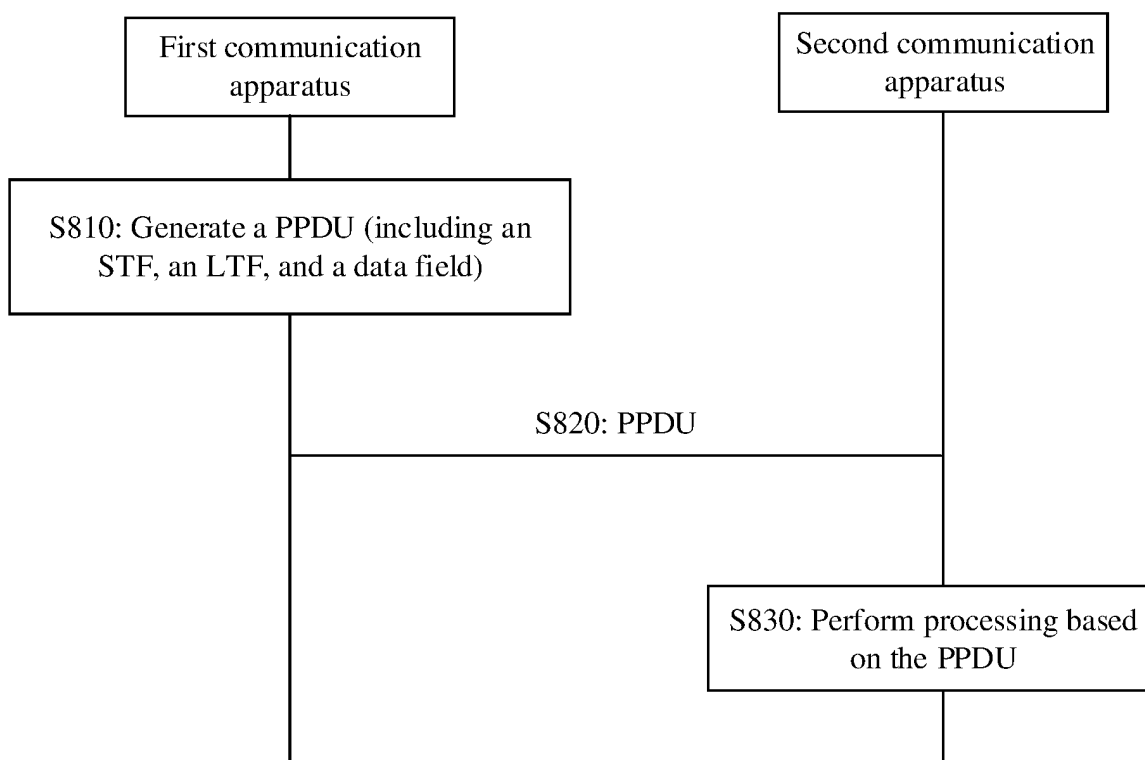 First communication
apparatus
Second communication
apparatus
S810: Generate a PPDU (including an
STF, an LTF, and a data field)
S820: PPDU
S830: Perform processing based
on the PPDU